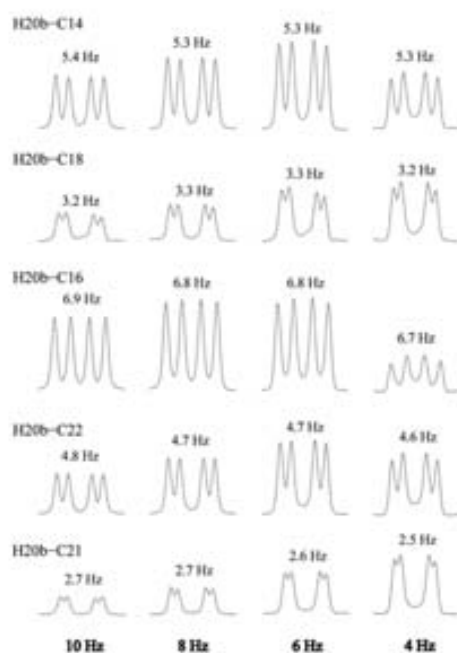 H20b-C14
5.4 Hz 5.3 Hz 5.3 Hz 5.3 Hz
H20b-C18
3.2 Hz 3.3 Hz 3.3 Hz 3.2 Hz
H20b-C16
6.9 Hz 6.8 Hz 6.8 Hz 6.7 Hz
H20b-C22
4.8 Hz 4.7 Hz 4.7 Hz 4.6 Hz
H20b-C21
2.7 Hz 2.7 Hz 2.6 Hz 2.5 Hz
10 Hz 8 Hz 6 Hz 4 Hz